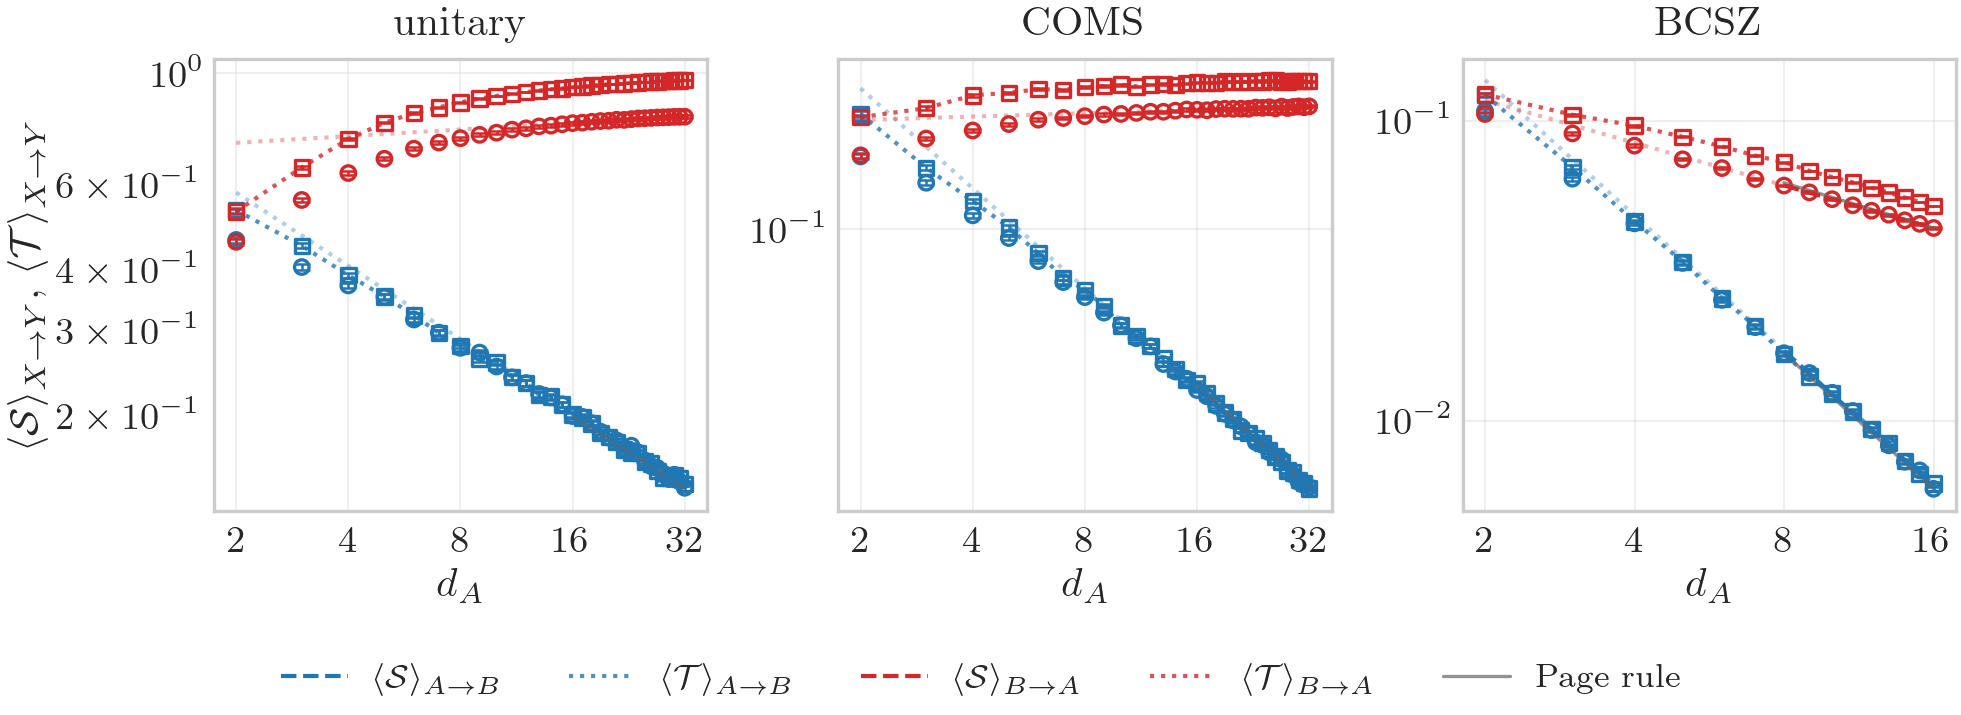 unitary
COMS
BCSZ
⟨𝒮⟩_{X→Y}, ⟨𝒯⟩_{X→Y}
10⁰
6 × 10⁻¹
4 × 10⁻¹
3 × 10⁻¹
2 × 10⁻¹
2 4 8 16 32
d_A
10⁻¹
2 4 8 16 32
d_A
10⁻¹
10⁻²
2 4 8 16
d_A
⟨𝒮⟩_{A→B} ⟨𝒯⟩_{A→B} ⟨𝒮⟩_{B→A} ⟨𝒯⟩_{B→A} Page rule